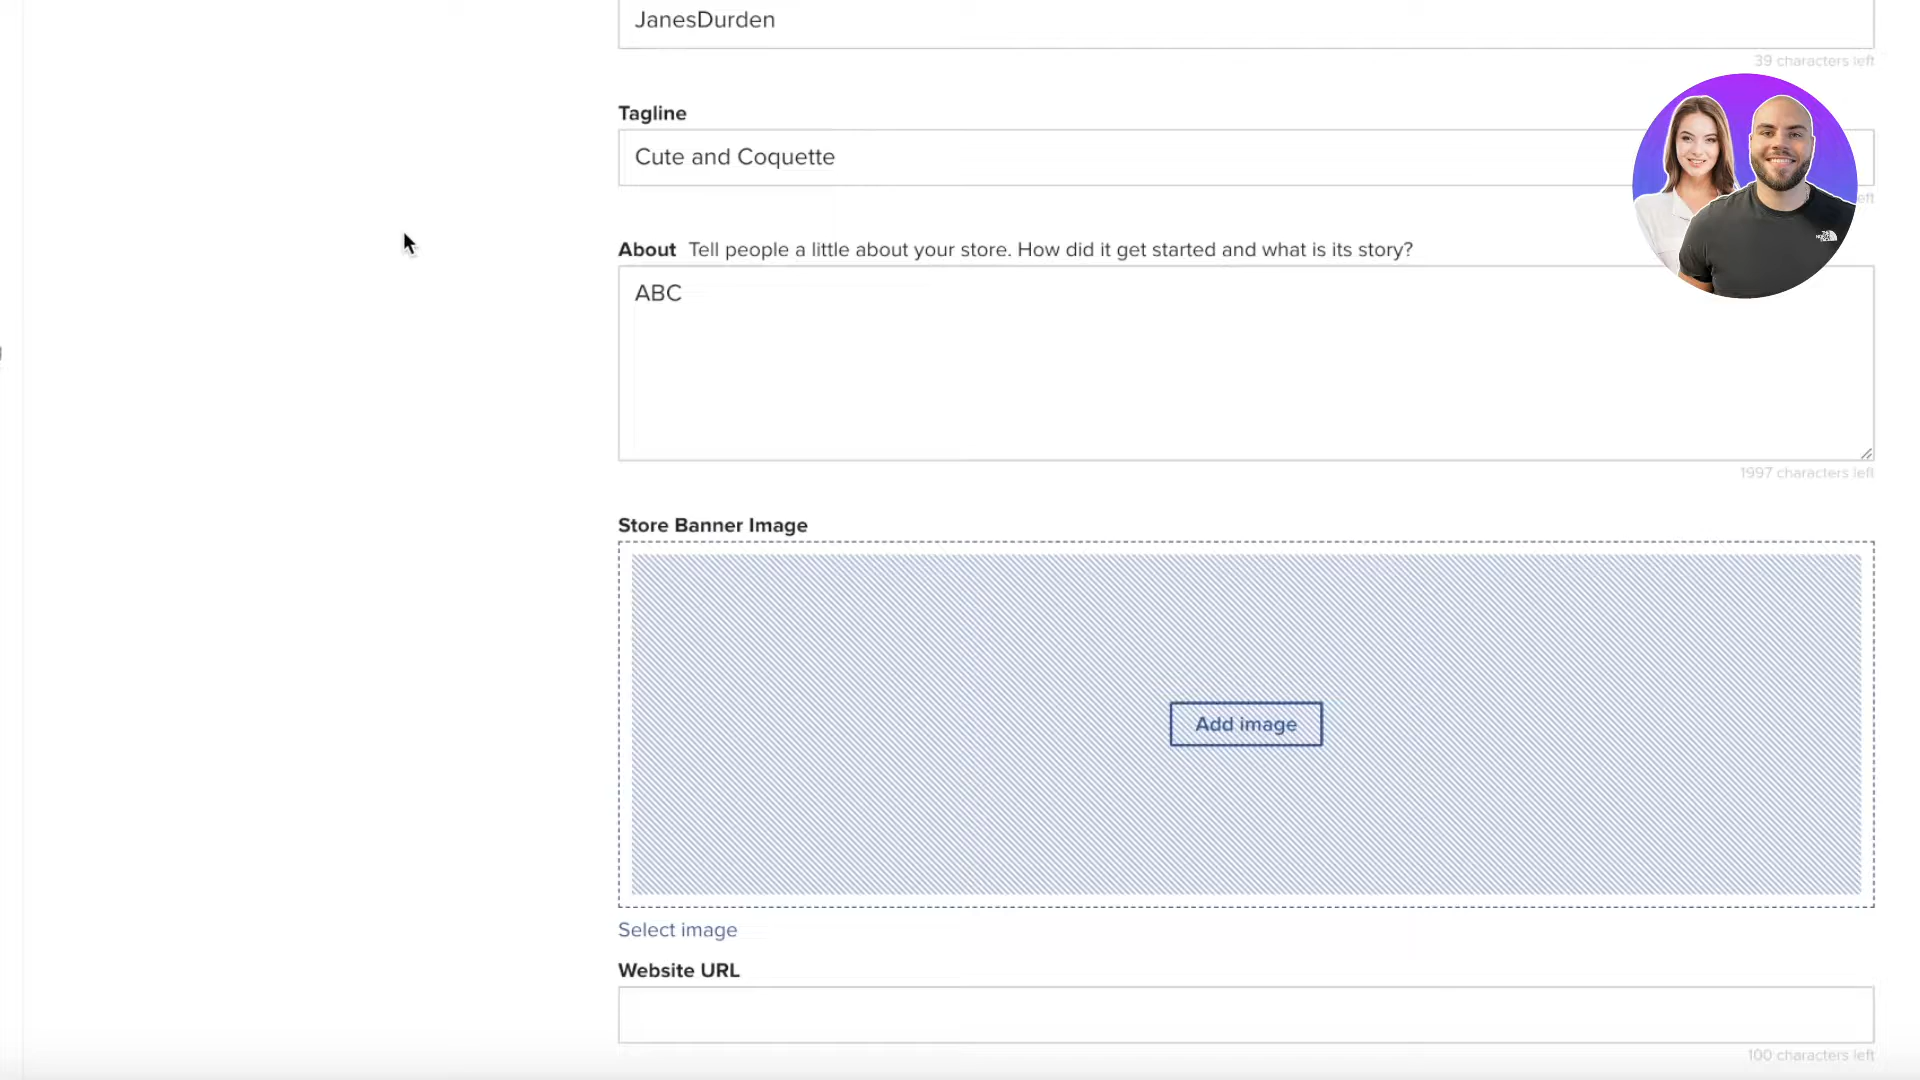 JanesDurden
39 characters left
Tagline
Cute and Coquette
eft
About Tell people a little about your store. How did it get started and what is its story?
ABC
1997 characters left
Store Banner Image
Add image
Select image
Website URL
100 characters left